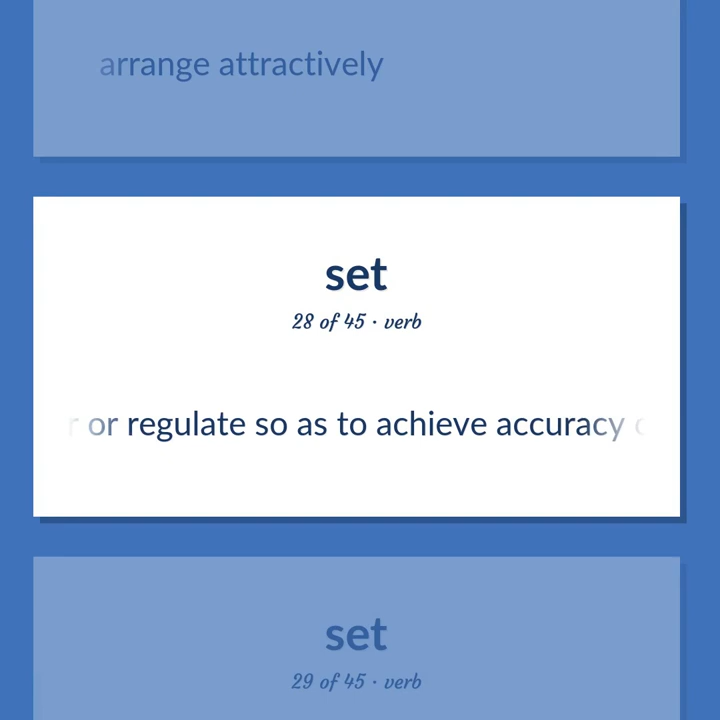 arrange attractively
set
28 of 45 · verb
r or regulate so as to achieve accuracy
set
29 of 45 · verb